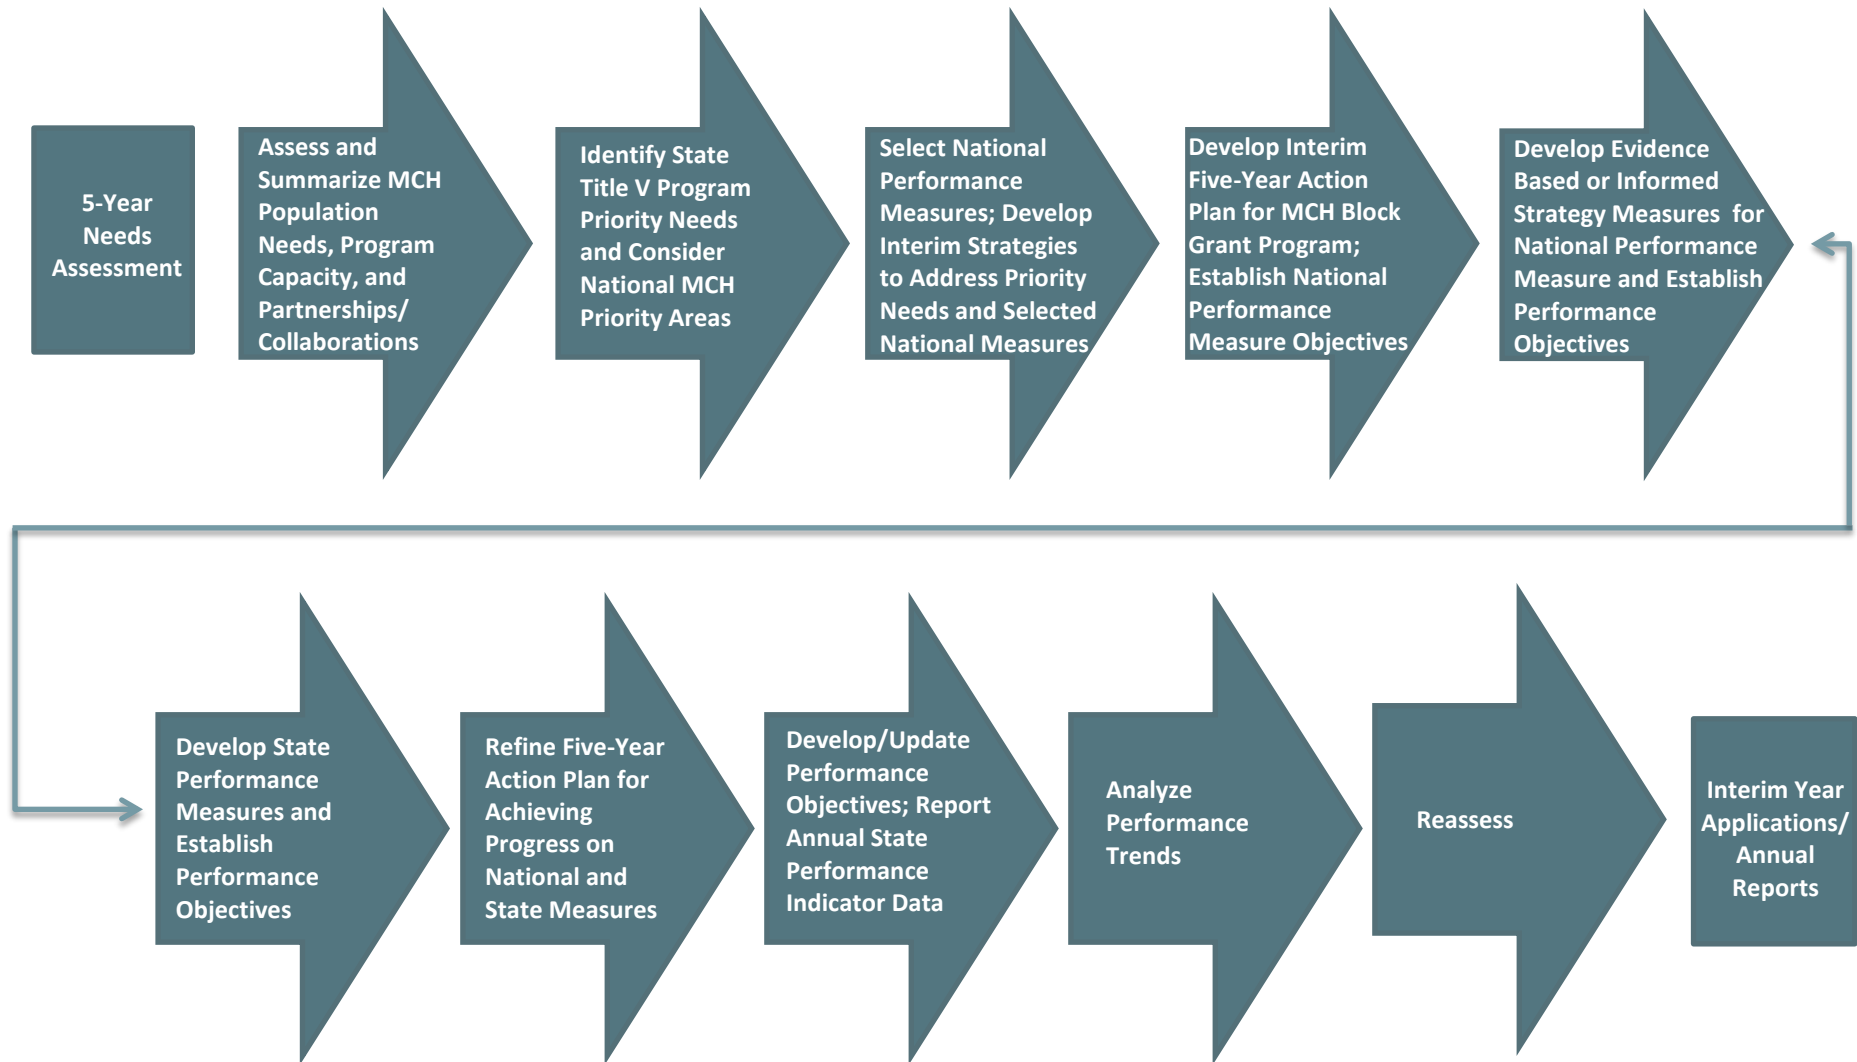 5-Year
Needs
Assessment
Assess and
Summarize MCH
Population
Needs, Program
Capacity, and
Partnerships/
Collaborations
Identify State
Title V Program
Priority Needs
and Consider
National MCH
Priority Areas
Select National
Performance
Measures; Develop
Interim Strategies
to Address Priority
Needs and Selected
National Measures
Develop Interim
Five-Year Action
Plan for MCH Block
Grant Program;
Establish National
Performance
Measure Objectives
Develop Evidence
Based or Informed
Strategy Measures for
National Performance
Measure and Establish
Performance
Objectives
Develop State
Performance
Measures and
Establish
Performance
Objectives
Refine Five-Year
Action Plan for
Achieving
Progress on
National and
State Measures
Develop/Update
Performance
Objectives; Report
Annual State
Performance
Indicator Data
Analyze
Performance
Trends
Reassess
Interim Year
Applications/
Annual
Reports